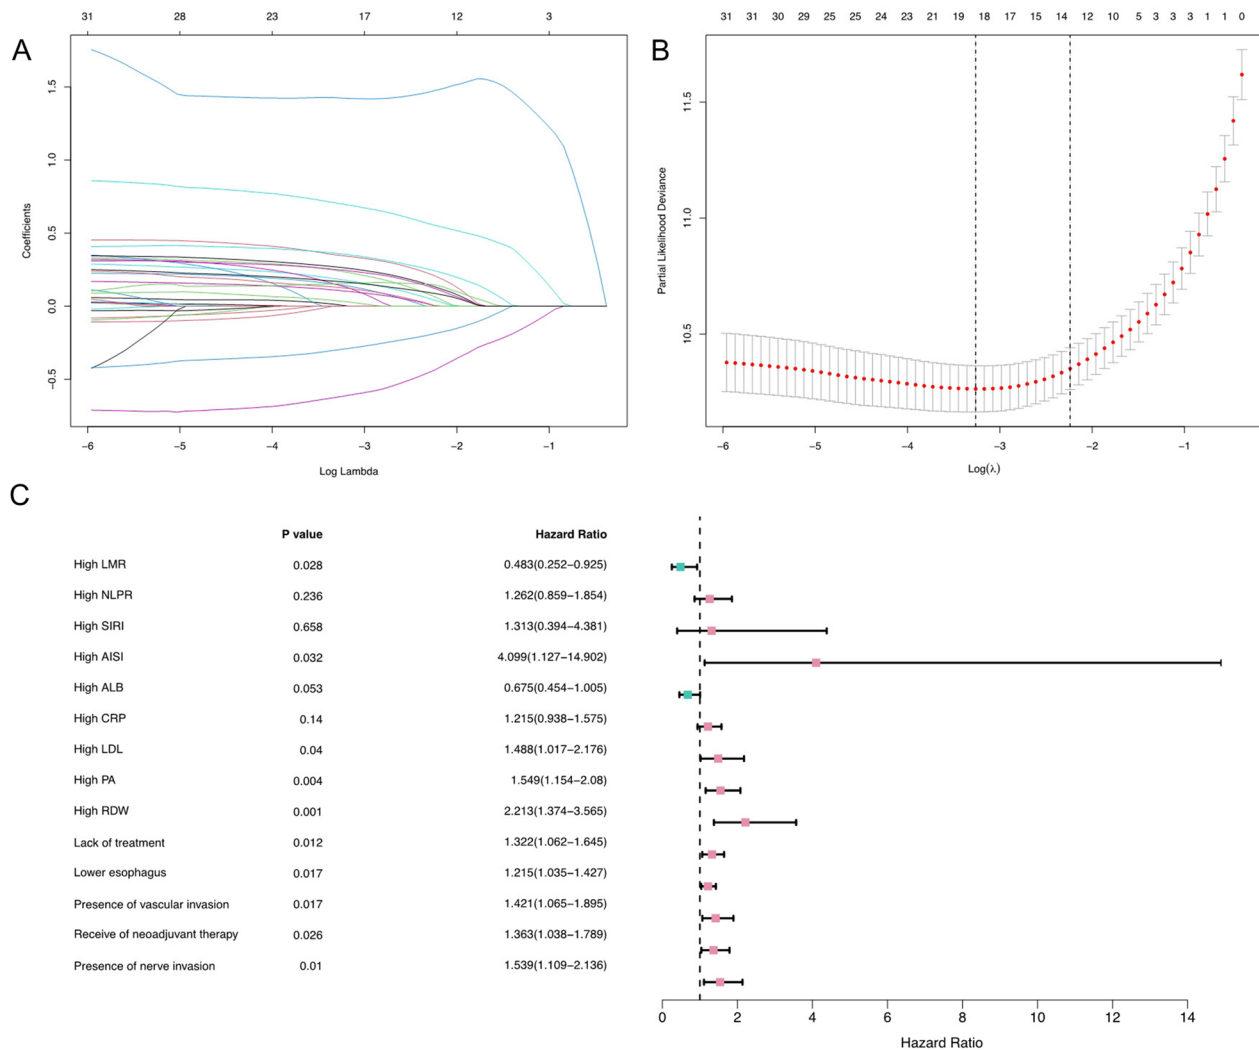 A
31 28 23 17 12 3
Coefficients
1.5
1.0
0.5
0.0
−0.5
−6 −5 −4 −3 −2 −1
Log Lambda
B
31 31 30 29 25 25 24 23 21 19 18 17 15 14 12 10 5 3 3 3 1 1 0
Partial Likelihood Deviance
11.5
11.0
10.5
−6 −5 −4 −3 −2 −1
Log(λ)
C
P value Hazard Ratio
High LMR 0.028 0.483(0.252−0.925)
High NLPR 0.236 1.262(0.859−1.854)
High SIRI 0.658 1.313(0.394−4.381)
High AISI 0.032 4.099(1.127−14.902)
High ALB 0.053 0.675(0.454−1.005)
High CRP 0.14 1.215(0.938−1.575)
High LDL 0.04 1.488(1.017−2.176)
High PA 0.004 1.549(1.154−2.08)
High RDW 0.001 2.213(1.374−3.565)
Lack of treatment 0.012 1.322(1.062−1.645)
Lower esophagus 0.017 1.215(1.035−1.427)
Presence of vascular invasion 0.017 1.421(1.065−1.895)
Receive of neoadjuvant therapy 0.026 1.363(1.038−1.789)
Presence of nerve invasion 0.01 1.539(1.109−2.136)
0 2 4 6 8 10 12 14
Hazard Ratio